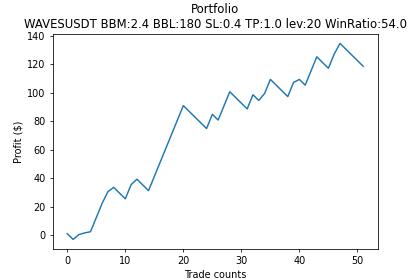 Portfolio
WAVESUSDT BBM:2.4 BBL:180 SL:0.4 TP:1.0 lev:20 WinRatio:54.0
140
120
100
80
60
40
20
0
Profit ($)
0 10 20 30 40 50
Trade counts